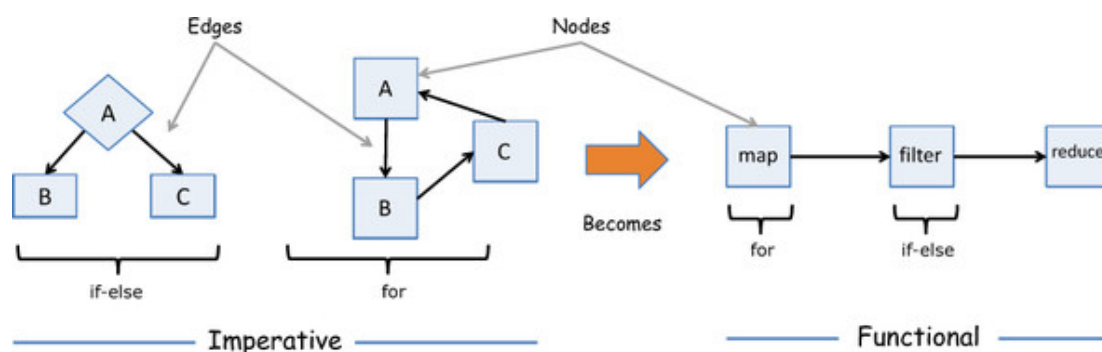 Edges
Nodes
A
B
C
if-else
A
B
C
for
Becomes
map
filter
reduce
for
if-else
Imperative
Functional